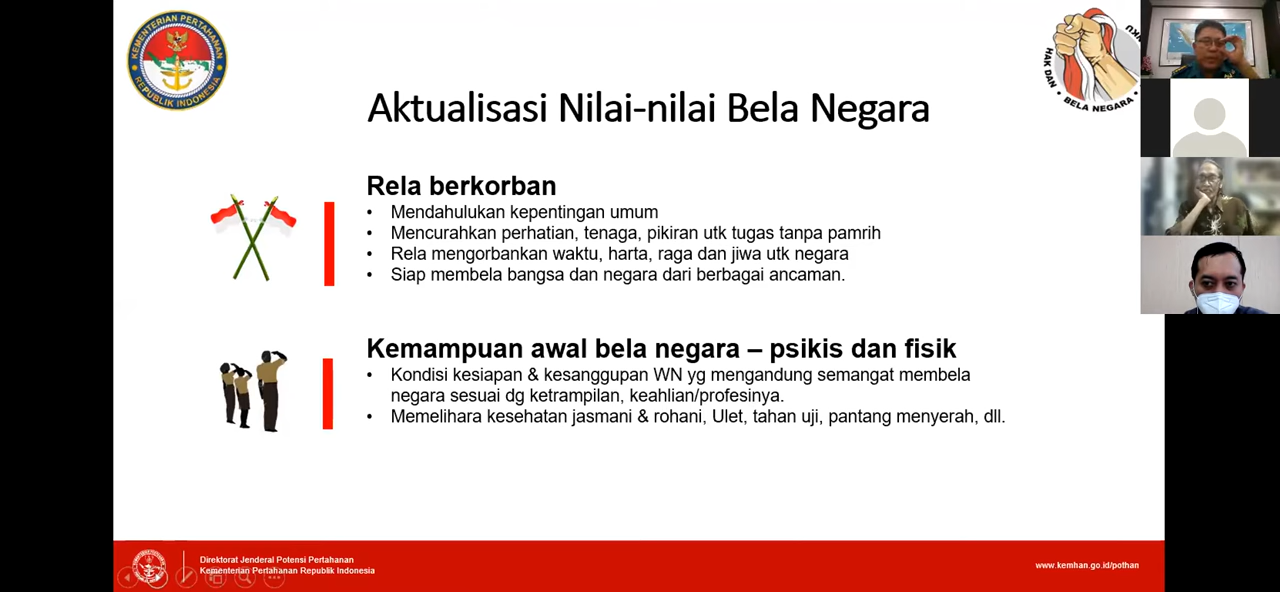 KEMENTERIAN PERTAHANAN
REPUBLIK INDONESIA
HAK DAN
BELA NEGARA
Aktualisasi Nilai-nilai Bela Negara
Rela berkorban
• Mendahulukan kepentingan umum
• Mencurahkan perhatian, tenaga, pikiran utk tugas tanpa pamrih
• Rela mengorbankan waktu, harta, raga dan jiwa utk negara
• Siap membela bangsa dan negara dari berbagai ancaman.
Kemampuan awal bela negara – psikis dan fisik
• Kondisi kesiapan & kesanggupan WN yg mengandung semangat membela
negara sesuai dg ketrampilan, keahlian/profesinya.
• Memelihara kesehatan jasmani & rohani, Ulet, tahan uji, pantang menyerah, dll.
Direktorat Jenderal Potensi Pertahanan
Kementerian Pertahanan Republik Indonesia
www.kemhan.go.id/pothan